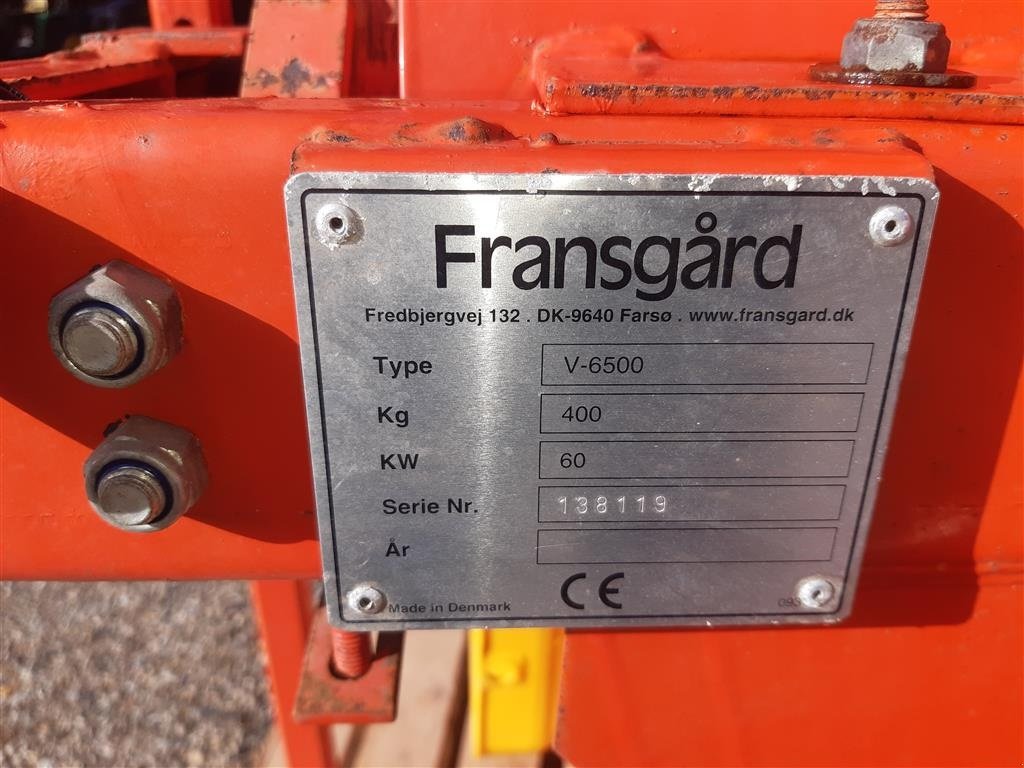 Fransgård
Fredbjergvej 132 . DK-9640 Farsø . www.fransgard.dk
Type V-6500
Kg 400
KW 60
Serie Nr. 138119
År
CE
Made in Denmark